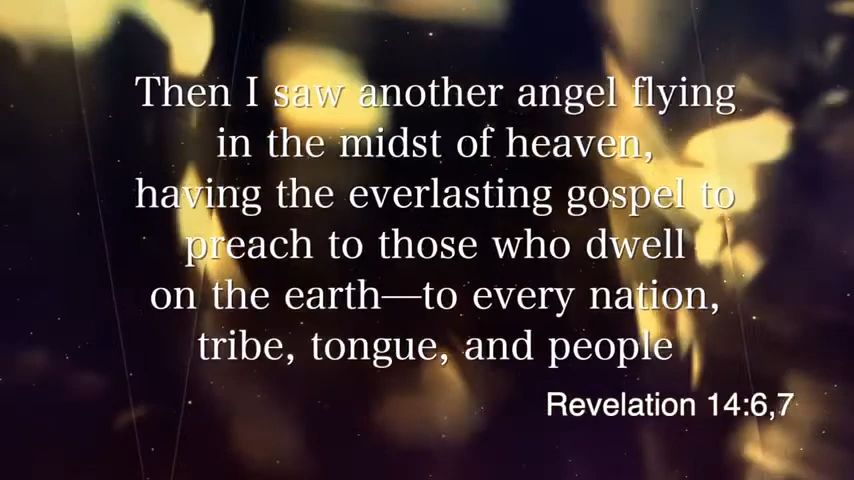 Then I saw another angel flying
in the midst of heaven,
having the everlasting gospel to
preach to those who dwell
on the earth—to every nation,
tribe, tongue, and people
Revelation 14:6,7